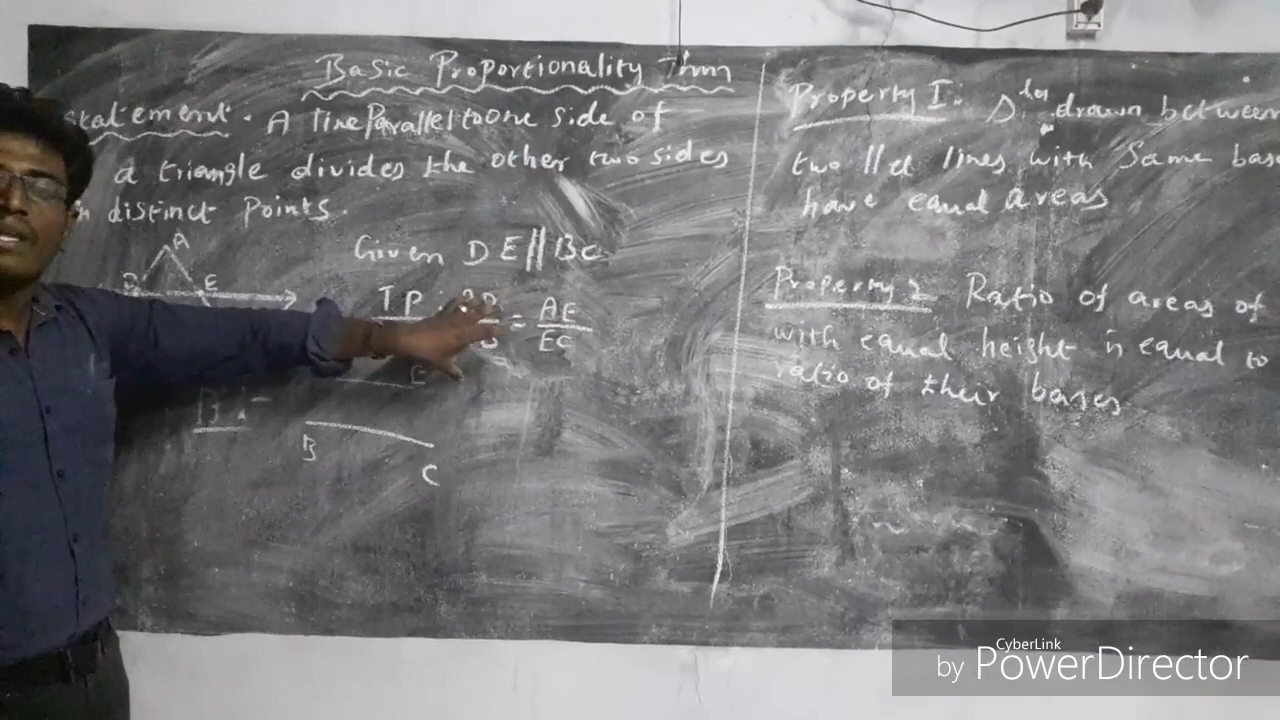 Basic Proportionality Thm
Statement. A line Parallel to one side of
a triangle divides the other two sides
distinct Points.
A
E
Given DE || BC
TP:
= AE/EC
E
B
C
Property I: Δles drawn between
two ||el lines with Same base
have equal areas
Property 2 Ratio of areas of
with equal height is equal to
ratio of their bases
CyberLink
by PowerDirector